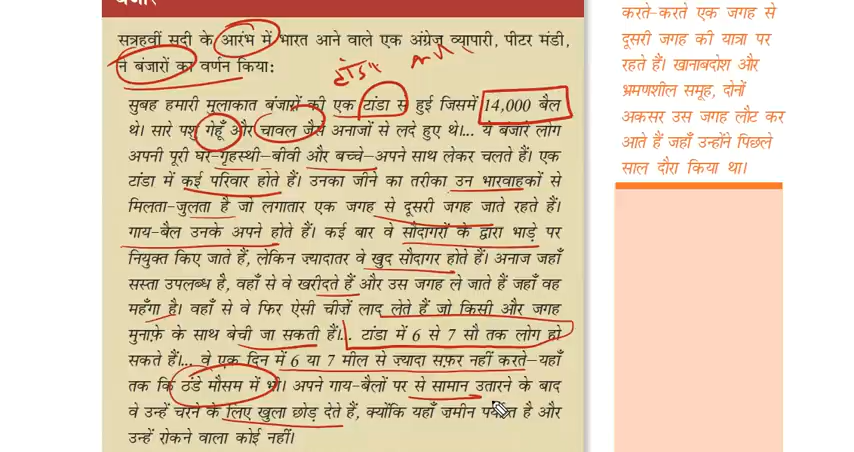 बंजारे
सत्रहवीं सदी के आरंभ में भारत आने वाले एक अंग्रेज़ व्यापारी, पीटर मंडी,
ने बंजारों का वर्णन किया:
टांडा
सुबह हमारी मुलाकात बंजारों की एक टांडा से हुई जिसमें 14,000 बैल
थे। सारे पशु गेहूँ और चावल जैसे अनाजों से लदे हुए थे।... ये बंजारे लोग
अपनी पूरी घर-गृहस्थी–बीवी और बच्चे–अपने साथ लेकर चलते हैं। एक
टांडा में कई परिवार होते हैं। उनका जीने का तरीका उन भारवाहकों से
मिलता-जुलता है जो लगातार एक जगह से दूसरी जगह जाते रहते हैं।
गाय-बैल उनके अपने होते हैं। कई बार वे सौदागरों के द्वारा भाड़े पर
नियुक्त किए जाते हैं, लेकिन ज्यादातर वे खुद सौदागर होते हैं। अनाज जहाँ
सस्ता उपलब्ध है, वहाँ से वे खरीदते हैं और उस जगह ले जाते हैं जहाँ वह
महँगा है। वहाँ से वे फिर ऐसी चीज़ें लाद लेते हैं जो किसी और जगह
मुनाफ़े के साथ बेची जा सकती हैं।... टांडा में 6 से 7 सौ तक लोग हो
सकते हैं।... वे एक दिन में 6 या 7 मील से ज्यादा सफ़र नहीं करते–यहाँ
तक कि ठंडे मौसम में भी। अपने गाय-बैलों पर से सामान उतारने के बाद
वे उन्हें चरने के लिए खुला छोड़ देते हैं, क्योंकि यहाँ ज़मीन पर्याप्त है और
उन्हें रोकने वाला कोई नहीं।
करते-करते एक जगह से
दूसरी जगह की यात्रा पर
रहते हैं। खानाबदोश और
भ्रमणशील समूह, दोनों
अकसर उस जगह लौट कर
आते हैं जहाँ उन्होंने पिछले
साल दौरा किया था।